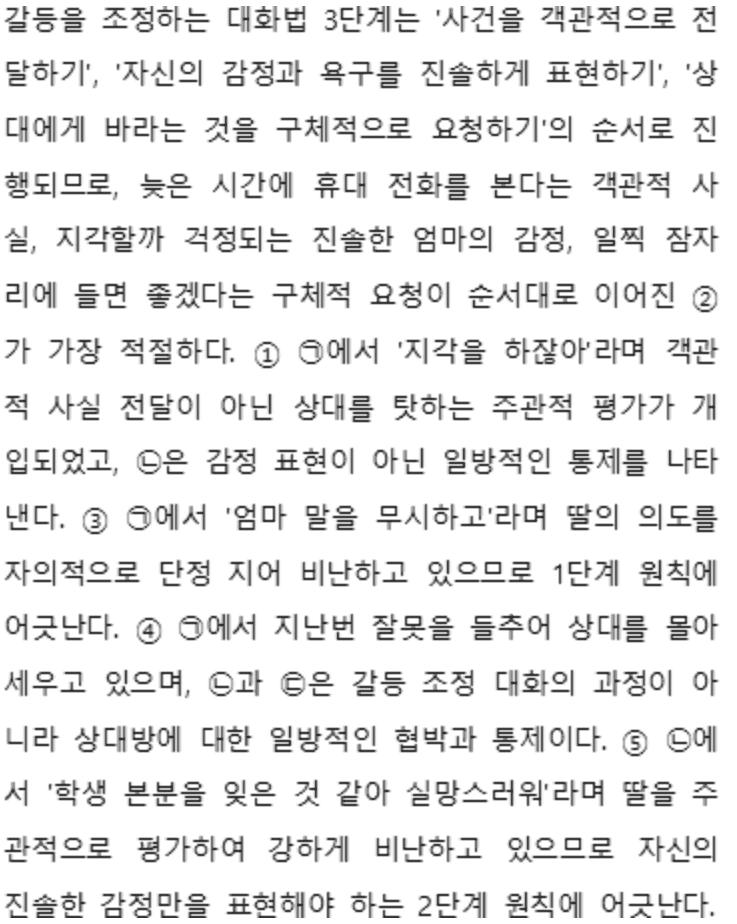 갈등을 조정하는 대화법 3단계는 '사건을 객관적으로 전
달하기', '자신의 감정과 욕구를 진솔하게 표현하기', '상
대에게 바라는 것을 구체적으로 요청하기'의 순서로 진
행되므로, 늦은 시간에 휴대 전화를 본다는 객관적 사
실, 지각할까 걱정되는 진솔한 엄마의 감정, 일찍 잠자
리에 들면 좋겠다는 구체적 요청이 순서대로 이어진 ②
가 가장 적절하다. ① ㉠에서 '지각을 하잖아'라며 객관
적 사실 전달이 아닌 상대를 탓하는 주관적 평가가 개
입되었고, ㉡은 감정 표현이 아닌 일방적인 통제를 나타
낸다. ③ ㉠에서 '엄마 말을 무시하고'라며 딸의 의도를
자의적으로 단정 지어 비난하고 있으므로 1단계 원칙에
어긋난다. ④ ㉠에서 지난번 잘못을 들추어 상대를 몰아
세우고 있으며, ㉡과 ㉢은 갈등 조정 대화의 과정이 아
니라 상대방에 대한 일방적인 협박과 통제이다. ⑤ ㉡에
서 '학생 본분을 잊은 것 같아 실망스러워'라며 딸을 주
관적으로 평가하여 강하게 비난하고 있으므로 자신의
진솔한 감정만을 표현해야 하는 2단계 원칙에 어긋난다.